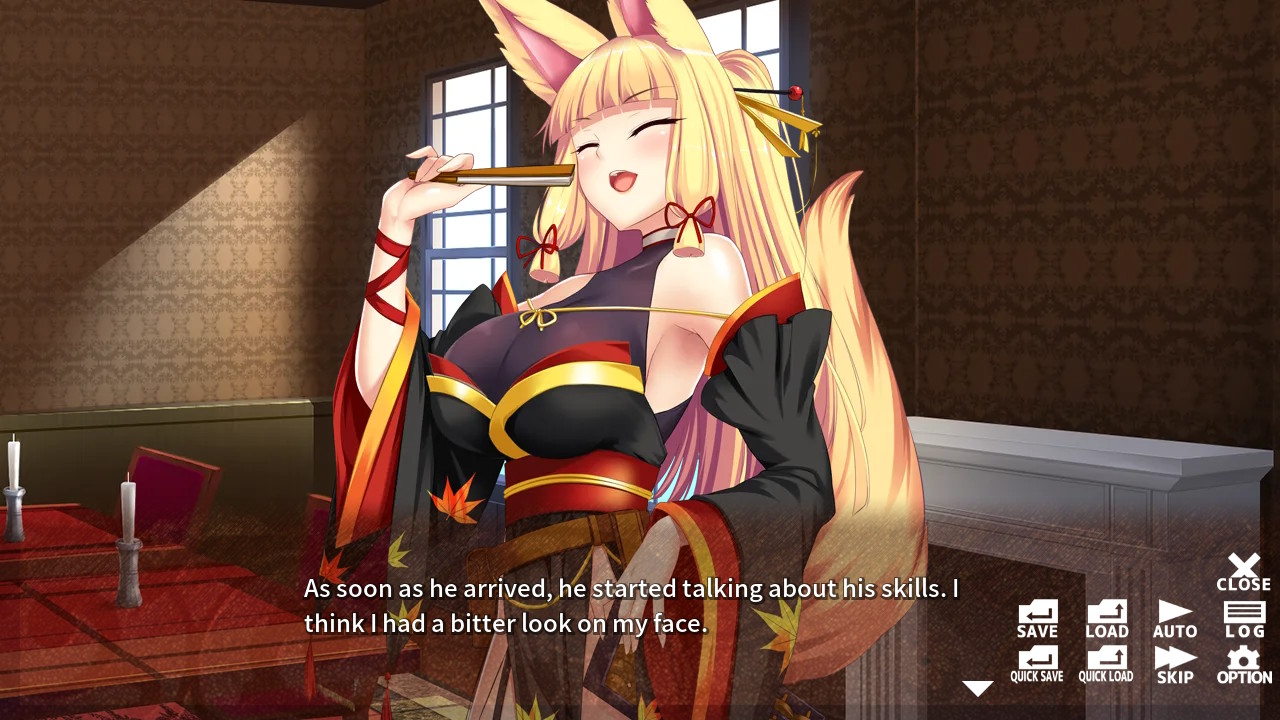 As soon as he arrived, he started talking about his skills. I
think I had a bitter look on my face.
CLOSE
SAVE
LOAD
AUTO
LOG
QUICK SAVE
QUICK LOAD
SKIP
OPTION